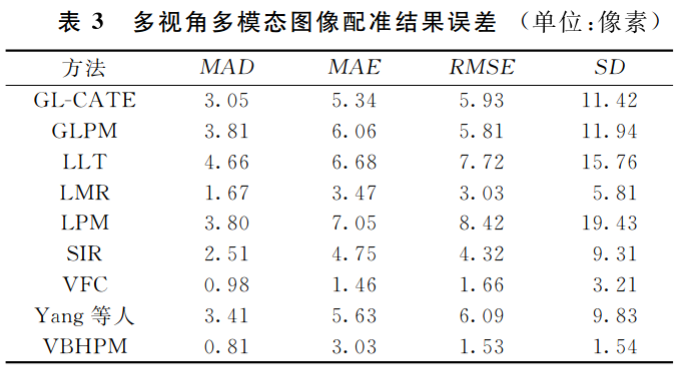 表 3 多视角多模态图像配准结果误差 (单位:像素)
方法 MAD MAE RMSE SD
GL-CATE 3.05 5.34 5.93 11.42
GLPM 3.81 6.06 5.81 11.94
LLT 4.66 6.68 7.72 15.76
LMR 1.67 3.47 3.03 5.81
LPM 3.80 7.05 8.42 19.43
SIR 2.51 4.75 4.32 9.31
VFC 0.98 1.46 1.66 3.21
Yang 等人 3.41 5.63 6.09 9.83
VBHPM 0.81 3.03 1.53 1.54